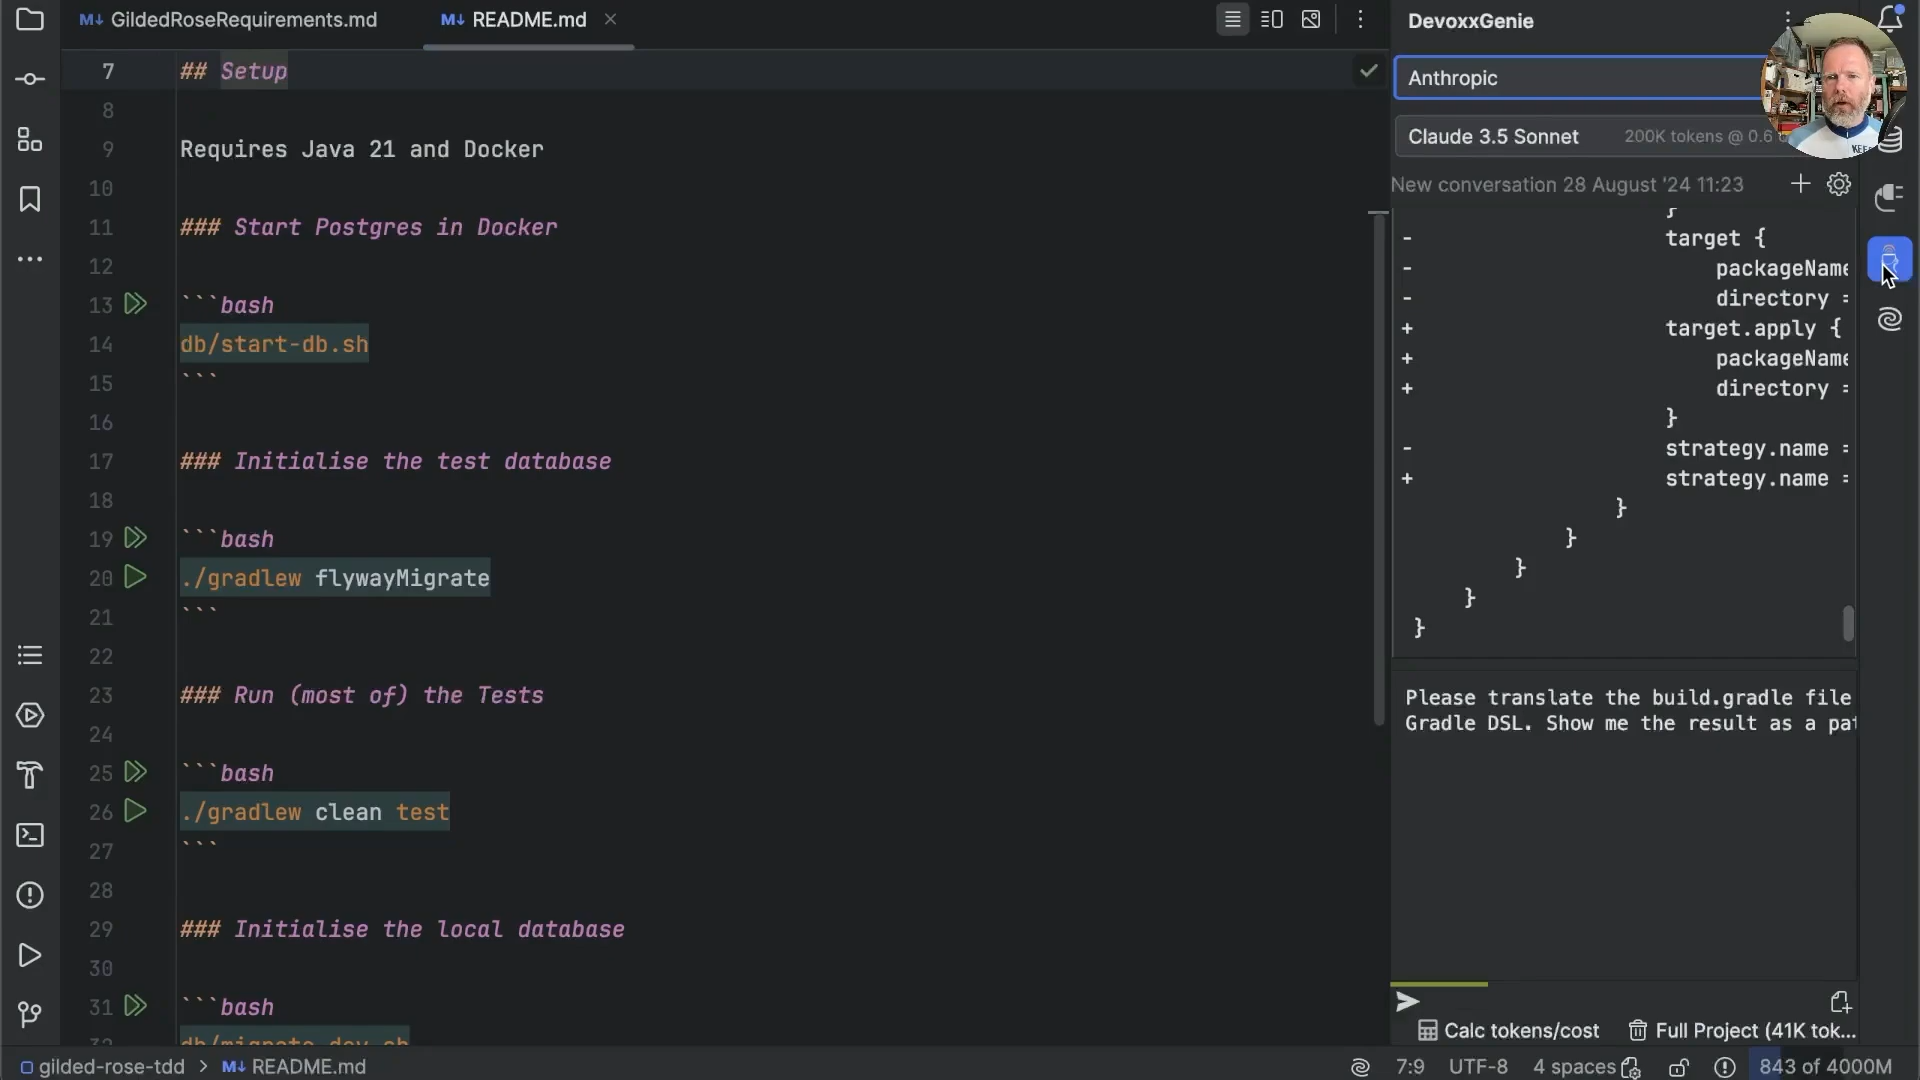 GildedRoseRequirements.md
README.md
7 ## Setup
8
9 Requires Java 21 and Docker
10
11 ### Start Postgres in Docker
12
13 ```bash
14 db/start-db.sh
15 ```
16
17 ### Initialise the test database
18
19 ```bash
20 ./gradlew flywayMigrate
21 ```
22
23 ### Run (most of) the Tests
24
25 ```bash
26 ./gradlew clean test
27 ```
28
29 ### Initialise the local database
30
31 ```bash
32 db/migrate-dev.sh
gilded-rose-tdd > README.md
7:9 UTF-8 4 spaces 843 of 4000M
DevoxxGenie
Anthropic
Claude 3.5 Sonnet 200K tokens @ 0.6
New conversation 28 August '24 11:23
}
- target {
- packageName
- directory =
+ target.apply {
+ packageName
+ directory =
}
- strategy.name =
+ strategy.name =
}
}
}
}
}
Please translate the build.gradle file
Gradle DSL. Show me the result as a pat
Calc tokens/cost Full Project (41K tok...